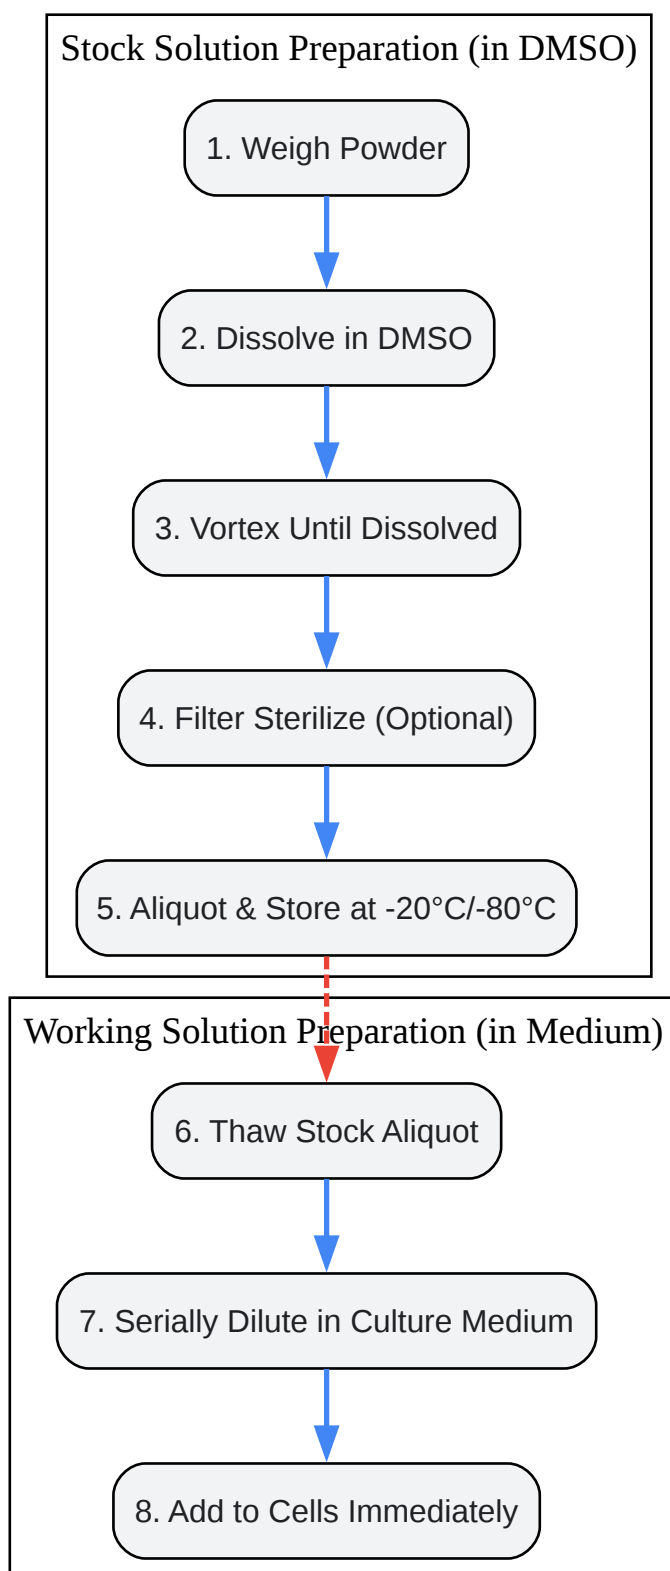 Stock Solution Preparation (in DMSO)
1. Weigh Powder
2. Dissolve in DMSO
3. Vortex Until Dissolved
4. Filter Sterilize (Optional)
5. Aliquot & Store at -20°C/-80°C
Working Solution Preparation (in Medium)
6. Thaw Stock Aliquot
7. Serially Dilute in Culture Medium
8. Add to Cells Immediately